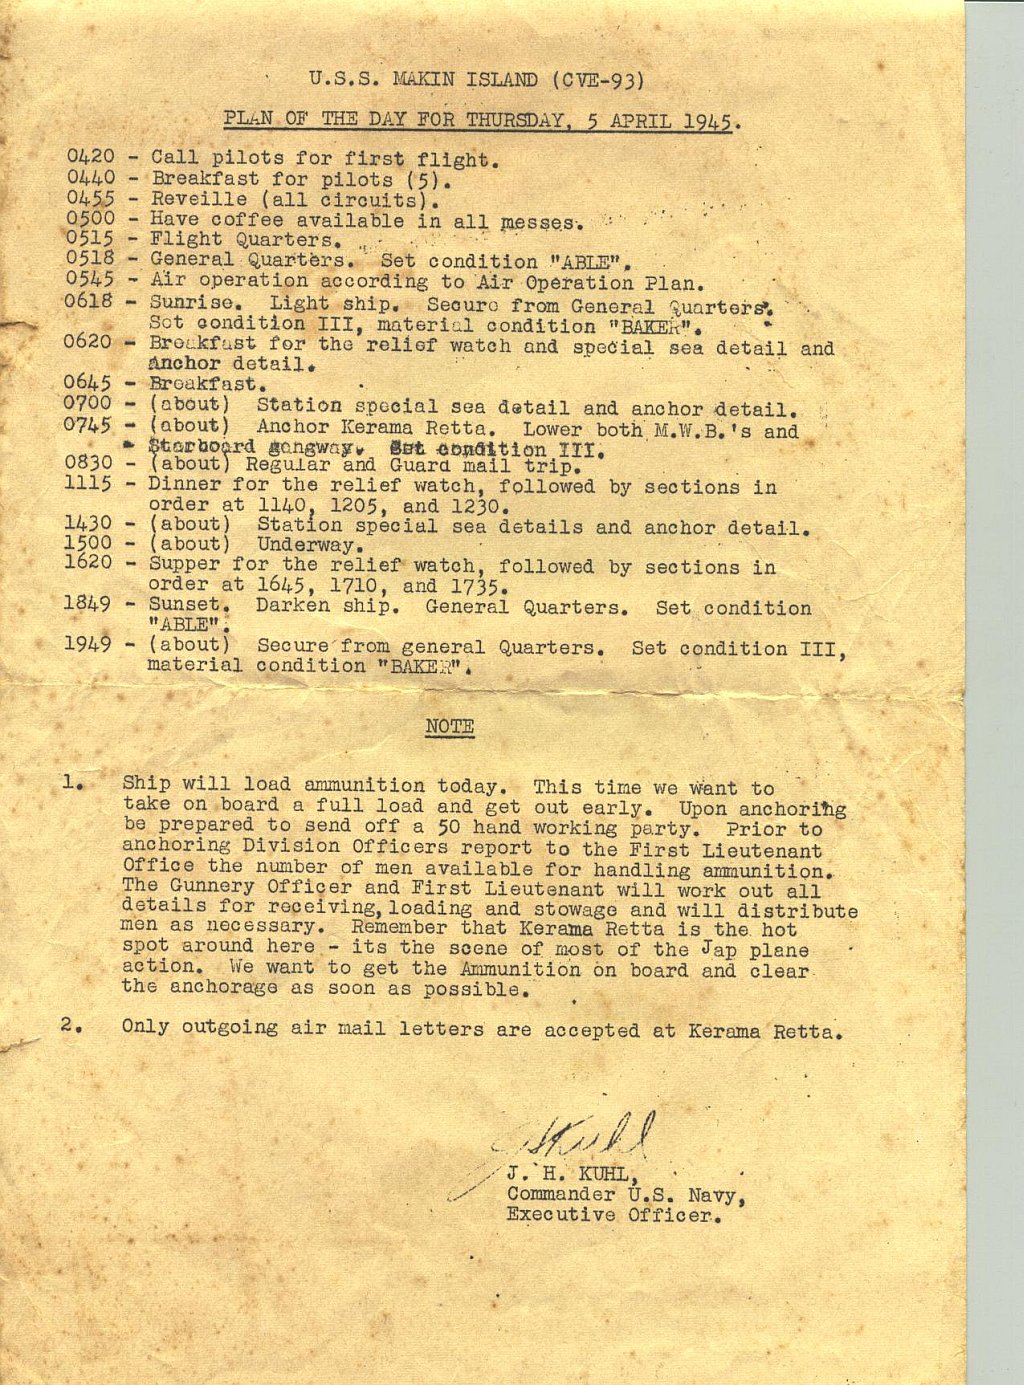 U.S.S. MAKIN ISLAND (CVE-93)
PLAN OF THE DAY FOR THURSDAY, 5 APRIL 1945.
0420 - Call pilots for first flight.
0440 - Breakfast for pilots (5).
0455 - Reveille (all circuits).
0500 - Have coffee available in all messes.
0515 - Flight Quarters.
0518 - General Quarters. Set condition "ABLE".
0545 - Air operation according to Air Operation Plan.
0618 - Sunrise. Light ship. Secure from General Quarters.
Set condition III, material condition "BAKER".
0620 - Breakfast for the relief watch and special sea detail and
Anchor detail.
0645 - Breakfast.
0700 - (about) Station special sea detail and anchor detail.
0745 - (about) Anchor Kerama Retta. Lower both M.W.B.'s and
Starboard gangway. Set condition III.
0830 - (about) Regular and Guard mail trip.
1115 - Dinner for the relief watch, followed by sections in
order at 1140, 1205, and 1230.
1430 - (about) Station special sea details and anchor detail.
1500 - (about) Underway.
1620 - Supper for the relief watch, followed by sections in
order at 1645, 1710, and 1735.
1849 - Sunset. Darken ship. General Quarters. Set condition
"ABLE".
1949 - (about) Secure from general Quarters. Set condition III,
material condition "BAKER".
NOTE
1. Ship will load ammunition today. This time we want to
take on board a full load and get out early. Upon anchoring
be prepared to send off a 50 hand working party. Prior to
anchoring Division Officers report to the First Lieutenant
Office the number of men available for handling ammunition.
The Gunnery Officer and First Lieutenant will work out all
details for receiving, loading and stowage and will distribute
men as necessary. Remember that Kerama Retta is the hot
spot around here - its the scene of most of the Jap plane
action. We want to get the Ammunition on board and clear
the anchorage as soon as possible.
2. Only outgoing air mail letters are accepted at Kerama Retta.
JHKuhl
J. H. KUHL,
Commander U.S. Navy,
Executive Officer.